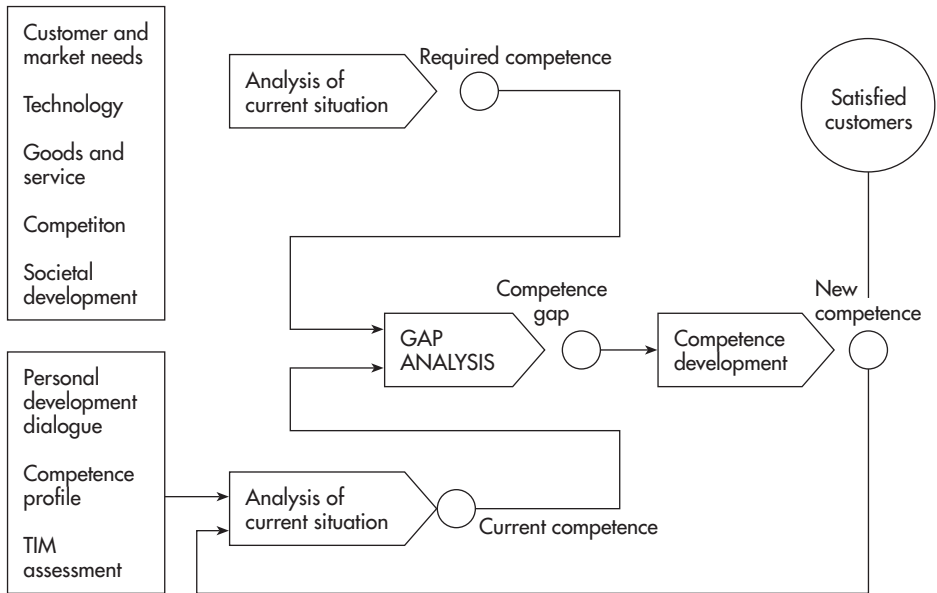 Customer and
market needs
Technology
Goods and
service
Competiton
Societal
development
Analysis of
current situation
Required competence
Satisfied
customers
Competence
gap
New
competence
GAP
ANALYSIS
Competence
development
Personal
development
dialogue
Competence
profile
TIM
assessment
Analysis of
current situation
Current competence